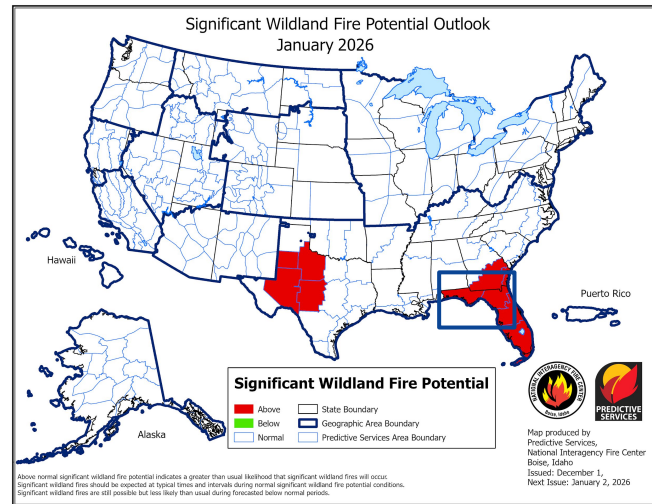 Significant Wildland Fire Potential Outlook
January 2026
Hawaii
Puerto Rico
Alaska
Significant Wildland Fire Potential
Above
State Boundary
Below
Geographic Area Boundary
Normal
Predictive Services Area Boundary
NATIONAL INTERAGENCY FIRE CENTER
Boise, Idaho
PREDICTIVE
SERVICES
Map produced by
Predictive Services,
National Interagency Fire Center
Boise, Idaho
Issued: December 1,
Next Issue: January 2, 2026
Above normal significant wildland fire potential indicates a greater than usual likelihood that significant wildland fires will occur.
Significant wildland fires should be expected at typical times and intervals during normal significant wildland fire potential conditions.
Significant wildland fires are still possible but less likely than usual during forecasted below normal periods.